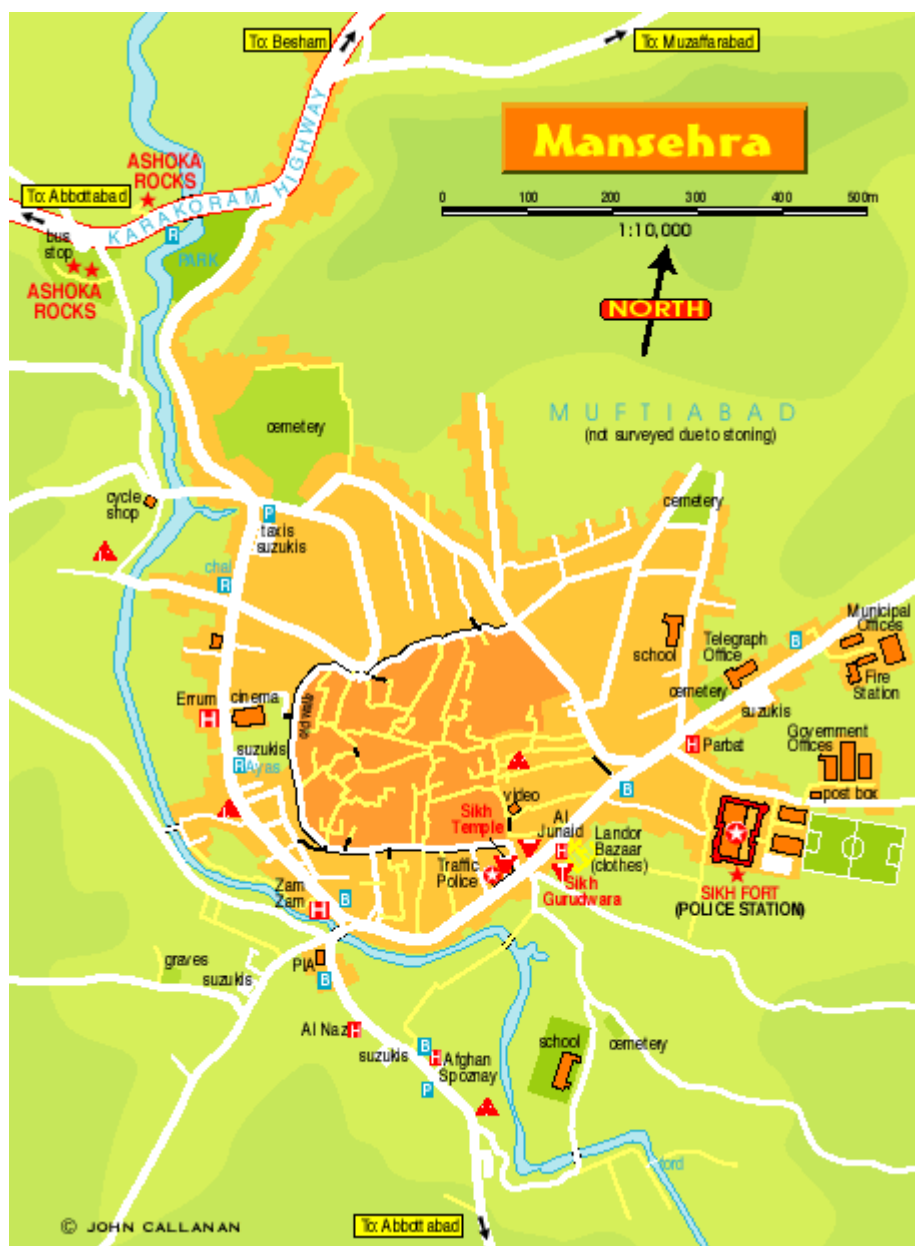 To: Besham
To: Muzaffarabad
Mansehra
ASHOKA
ROCKS
To: Abbottabad
KARAKORAM HIGHWAY
0 100 200 300 400 500m
1:10,000
bus
stop
R
PARK
ASHOKA
ROCKS
NORTH
MUFTIABAD
(not surveyed due to stoning)
cemetery
cemetery
cycle
shop
P
taxis
suzukis
chai
R
Municipal
Offices
B
Telegraph
Office
school
Fire
Station
cemetery
suzukis
Errum
H
cinema
old walls
Government
Offices
H Parbat
suzukis
R Ayas
B
post box
video
Sikh
Temple
Al
Junaid
H
Landor
Bazaar
(clothes)
Traffic
Police
Sikh
Gurudwara
SIKH FORT
(POLICE STATION)
Zam
Zam
H
B
PIA
B
graves
suzukis
Al Naz H
suzukis
B
H Afghan
Spoznay
P
school
cemetery
ford
© JOHN CALLANAN
To: Abbottabad